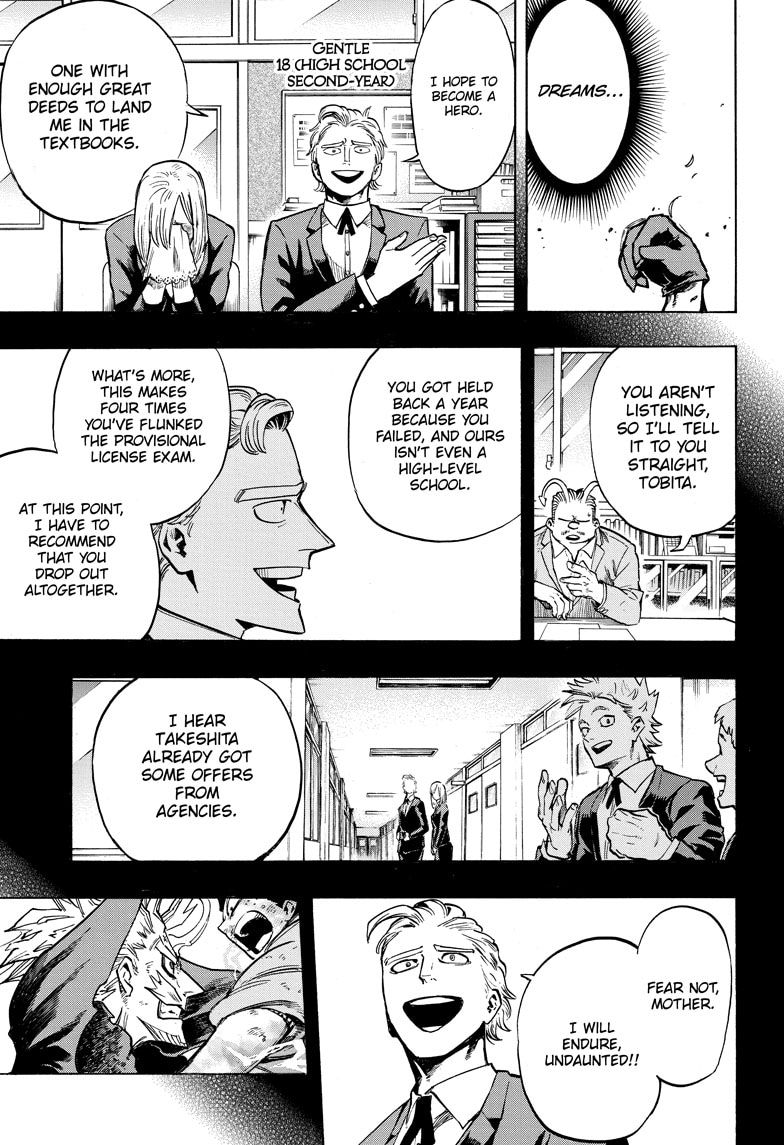 DREAMS...
I HOPE TO
BECOME A
HERO.
GENTLE
18 (HIGH SCHOOL
SECOND-YEAR)
ONE WITH
ENOUGH GREAT
DEEDS TO LAND
ME IN THE
TEXTBOOKS.
YOU AREN'T
LISTENING,
SO I'LL TELL
IT TO YOU
STRAIGHT,
TOBITA.
YOU GOT HELD
BACK A YEAR
BECAUSE YOU
FAILED, AND OURS
ISN'T EVEN A
HIGH-LEVEL
SCHOOL.
WHAT'S MORE,
THIS MAKES
FOUR TIMES
YOU'VE FLUNKED
THE PROVISIONAL
LICENSE EXAM.
AT THIS POINT,
I HAVE TO
RECOMMEND
THAT YOU
DROP OUT
ALTOGETHER.
I HEAR
TAKESHITA
ALREADY GOT
SOME OFFERS
FROM
AGENCIES.
FEAR NOT,
MOTHER.
I WILL
ENDURE,
UNDAUNTED!!